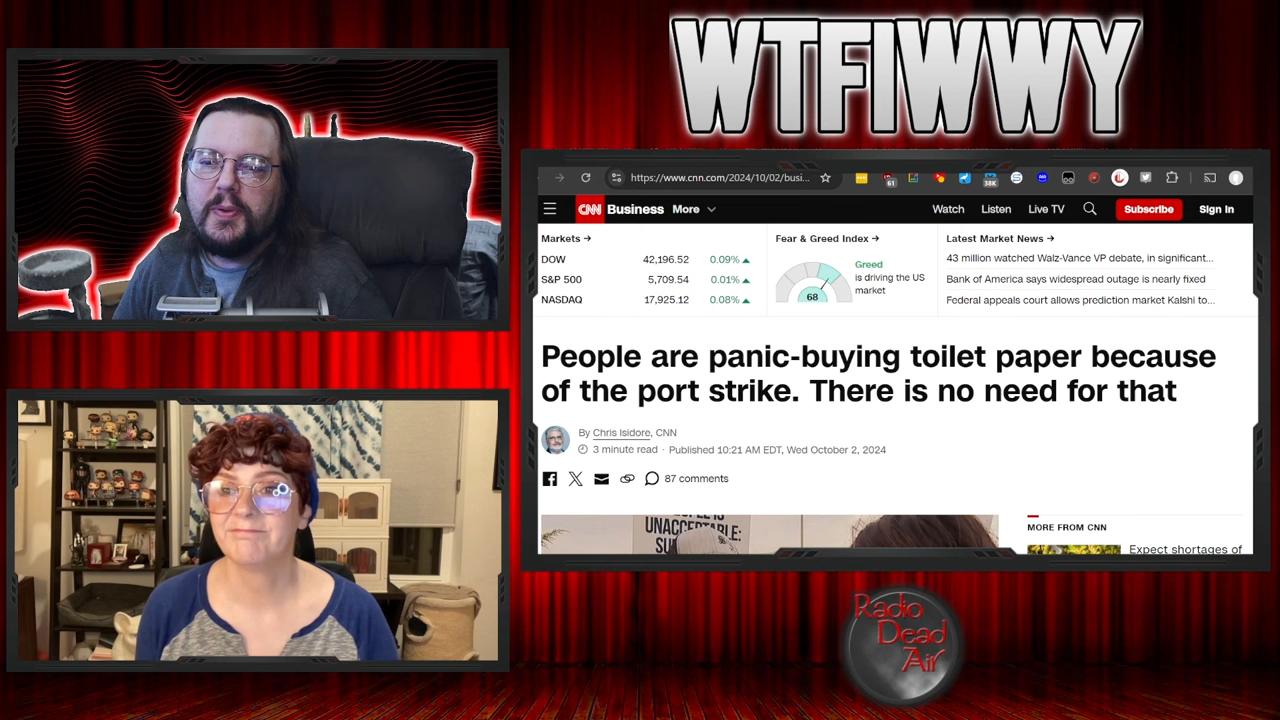 WTFIWWY
https://www.cnn.com/2024/10/02/busi...
61
38K
CNN Business More
Watch Listen Live TV Subscribe Sign In
Markets →
DOW 42,196.52 0.09%
S&P 500 5,709.54 0.01%
NASDAQ 17,925.12 0.08%
Fear & Greed Index →
68
Greed
is driving the US
market
Latest Market News →
43 million watched Walz-Vance VP debate, in significant...
Bank of America says widespread outage is nearly fixed
Federal appeals court allows prediction market Kalshi to...
People are panic-buying toilet paper because
of the port strike. There is no need for that
By Chris Isidore, CNN
3 minute read · Published 10:21 AM EDT, Wed October 2, 2024
87 comments
UNACCEPTABLE:
MORE FROM CNN
Expect shortages of
Radio
Dead
Air